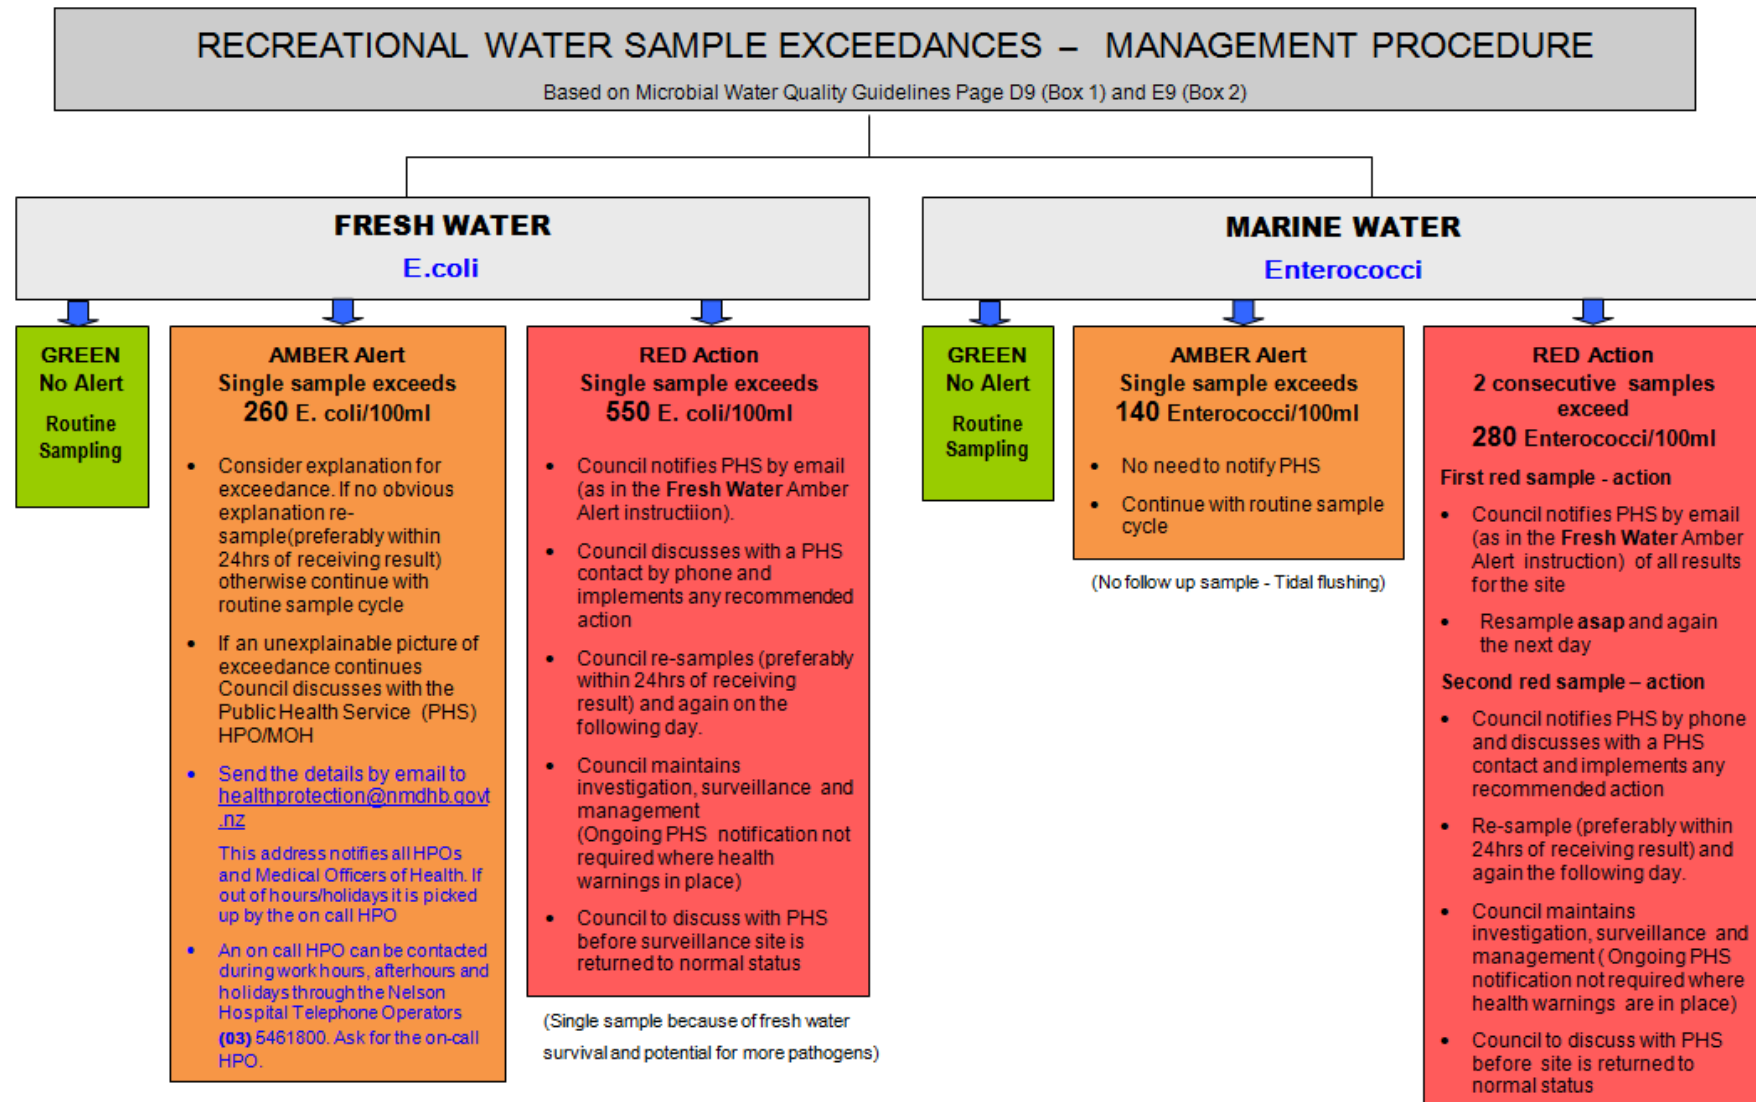 RECREATIONAL WATER SAMPLE EXCEEDANCES – MANAGEMENT PROCEDURE
Based on Microbial Water Quality Guidelines Page D9 (Box 1) and E9 (Box 2)
FRESH WATER
E.coli
GREEN
No Alert
Routine
Sampling
AMBER Alert
Single sample exceeds
260 E. coli/100ml
• Consider explanation for
exceedance. If no obvious
explanation re-
sample(preferably within
24hrs of receiving result)
otherwise continue with
routine sample cycle
• If an unexplainable picture of
exceedance continues
Council discusses with the
Public Health Service (PHS)
HPO/MOH
• Send the details by email to
healthprotection@nmdhb.govt
.nz
This address notifies all HPOs
and Medical Officers of Health. If
out of hours/holidays it is picked
up by the on call HPO
• An on call HPO can be contacted
during work hours, afterhours and
holidays through the Nelson
Hospital Telephone Operators
(03) 5461800. Ask for the on-call
HPO.
RED Action
Single sample exceeds
550 E. coli/100ml
• Council notifies PHS by email
(as in the Fresh Water Amber
Alert instructiion).
• Council discusses with a PHS
contact by phone and
implements any recommended
action
• Council re-samples (preferably
within 24hrs of receiving
result) and again on the
following day.
• Council maintains
investigation, surveillance and
management
(Ongoing PHS notification not
required where health
warnings in place)
• Council to discuss with PHS
before surveillance site is
returned to normal status
(Single sample because of fresh water
survival and potential for more pathogens)
MARINE WATER
Enterococci
GREEN
No Alert
Routine
Sampling
AMBER Alert
Single sample exceeds
140 Enterococci/100ml
• No need to notify PHS
• Continue with routine sample
cycle
(No follow up sample - Tidal flushing)
RED Action
2 consecutive samples
exceed
280 Enterococci/100ml
First red sample - action
• Council notifies PHS by email
(as in the Fresh Water Amber
Alert instruction) of all results
for the site
• Resample asap and again
the next day
Second red sample – action
• Council notifies PHS by phone
and discusses with a PHS
contact and implements any
recommended action
• Re-sample (preferably within
24hrs of receiving result) and
again the following day.
• Council maintains
investigation, surveillance and
management ( Ongoing PHS
notification not required where
health warnings are in place)
• Council to discuss with PHS
before site is returned to
normal status